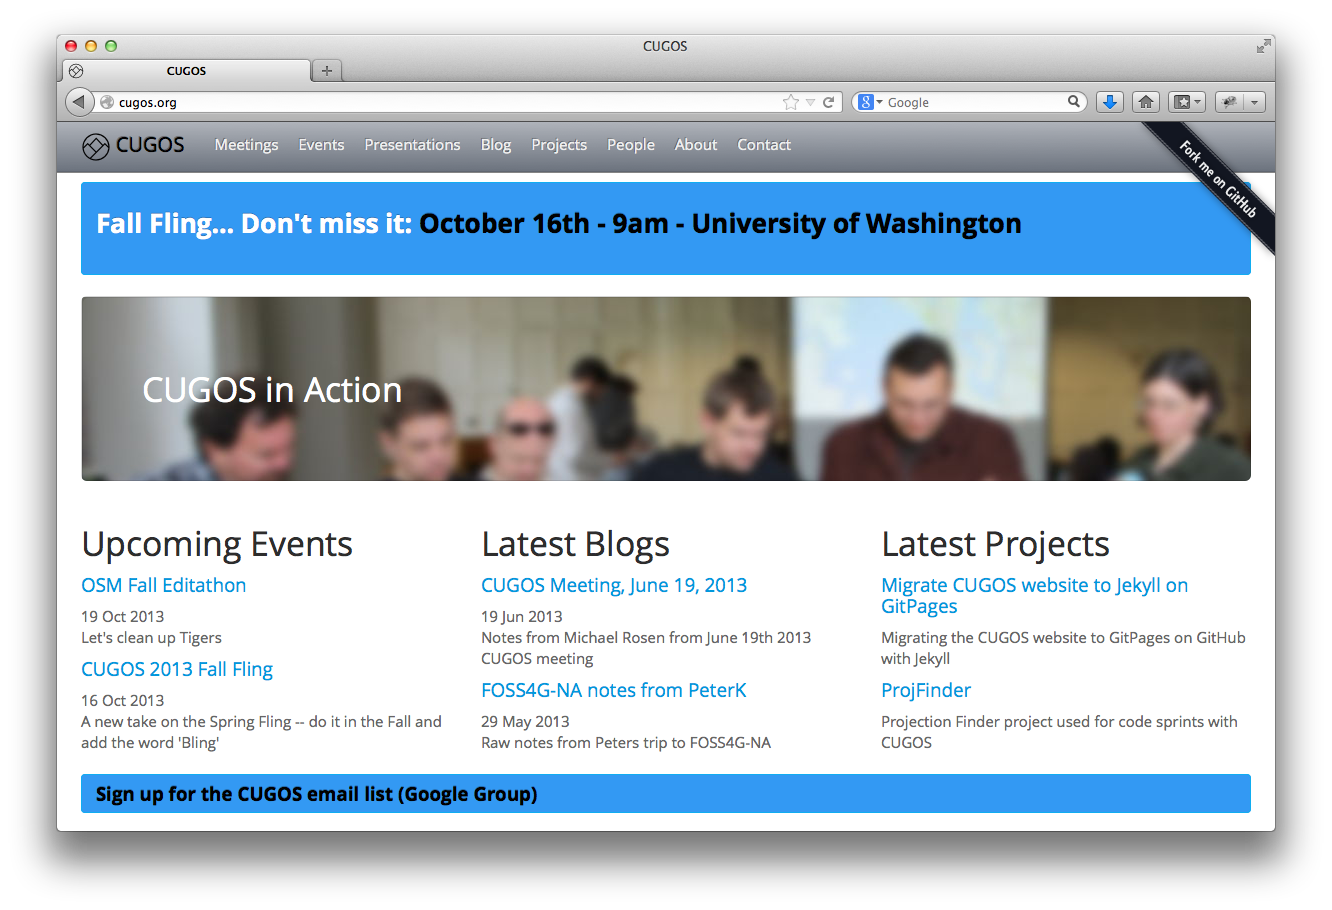 CUGOS
CUGOS
cugos.org
Google
CUGOS Meetings Events Presentations Blog Projects People About Contact
Fork me on GitHub
Fall Fling... Don't miss it: October 16th - 9am - University of Washington
CUGOS in Action
Upcoming Events
OSM Fall Editathon
19 Oct 2013
Let's clean up Tigers
CUGOS 2013 Fall Fling
16 Oct 2013
A new take on the Spring Fling -- do it in the Fall and
add the word 'Bling'
Latest Blogs
CUGOS Meeting, June 19, 2013
19 Jun 2013
Notes from Michael Rosen from June 19th 2013
CUGOS meeting
FOSS4G-NA notes from PeterK
29 May 2013
Raw notes from Peters trip to FOSS4G-NA
Latest Projects
Migrate CUGOS website to Jekyll on
GitPages
Migrating the CUGOS website to GitPages on GitHub
with Jekyll
ProjFinder
Projection Finder project used for code sprints with
CUGOS
Sign up for the CUGOS email list (Google Group)